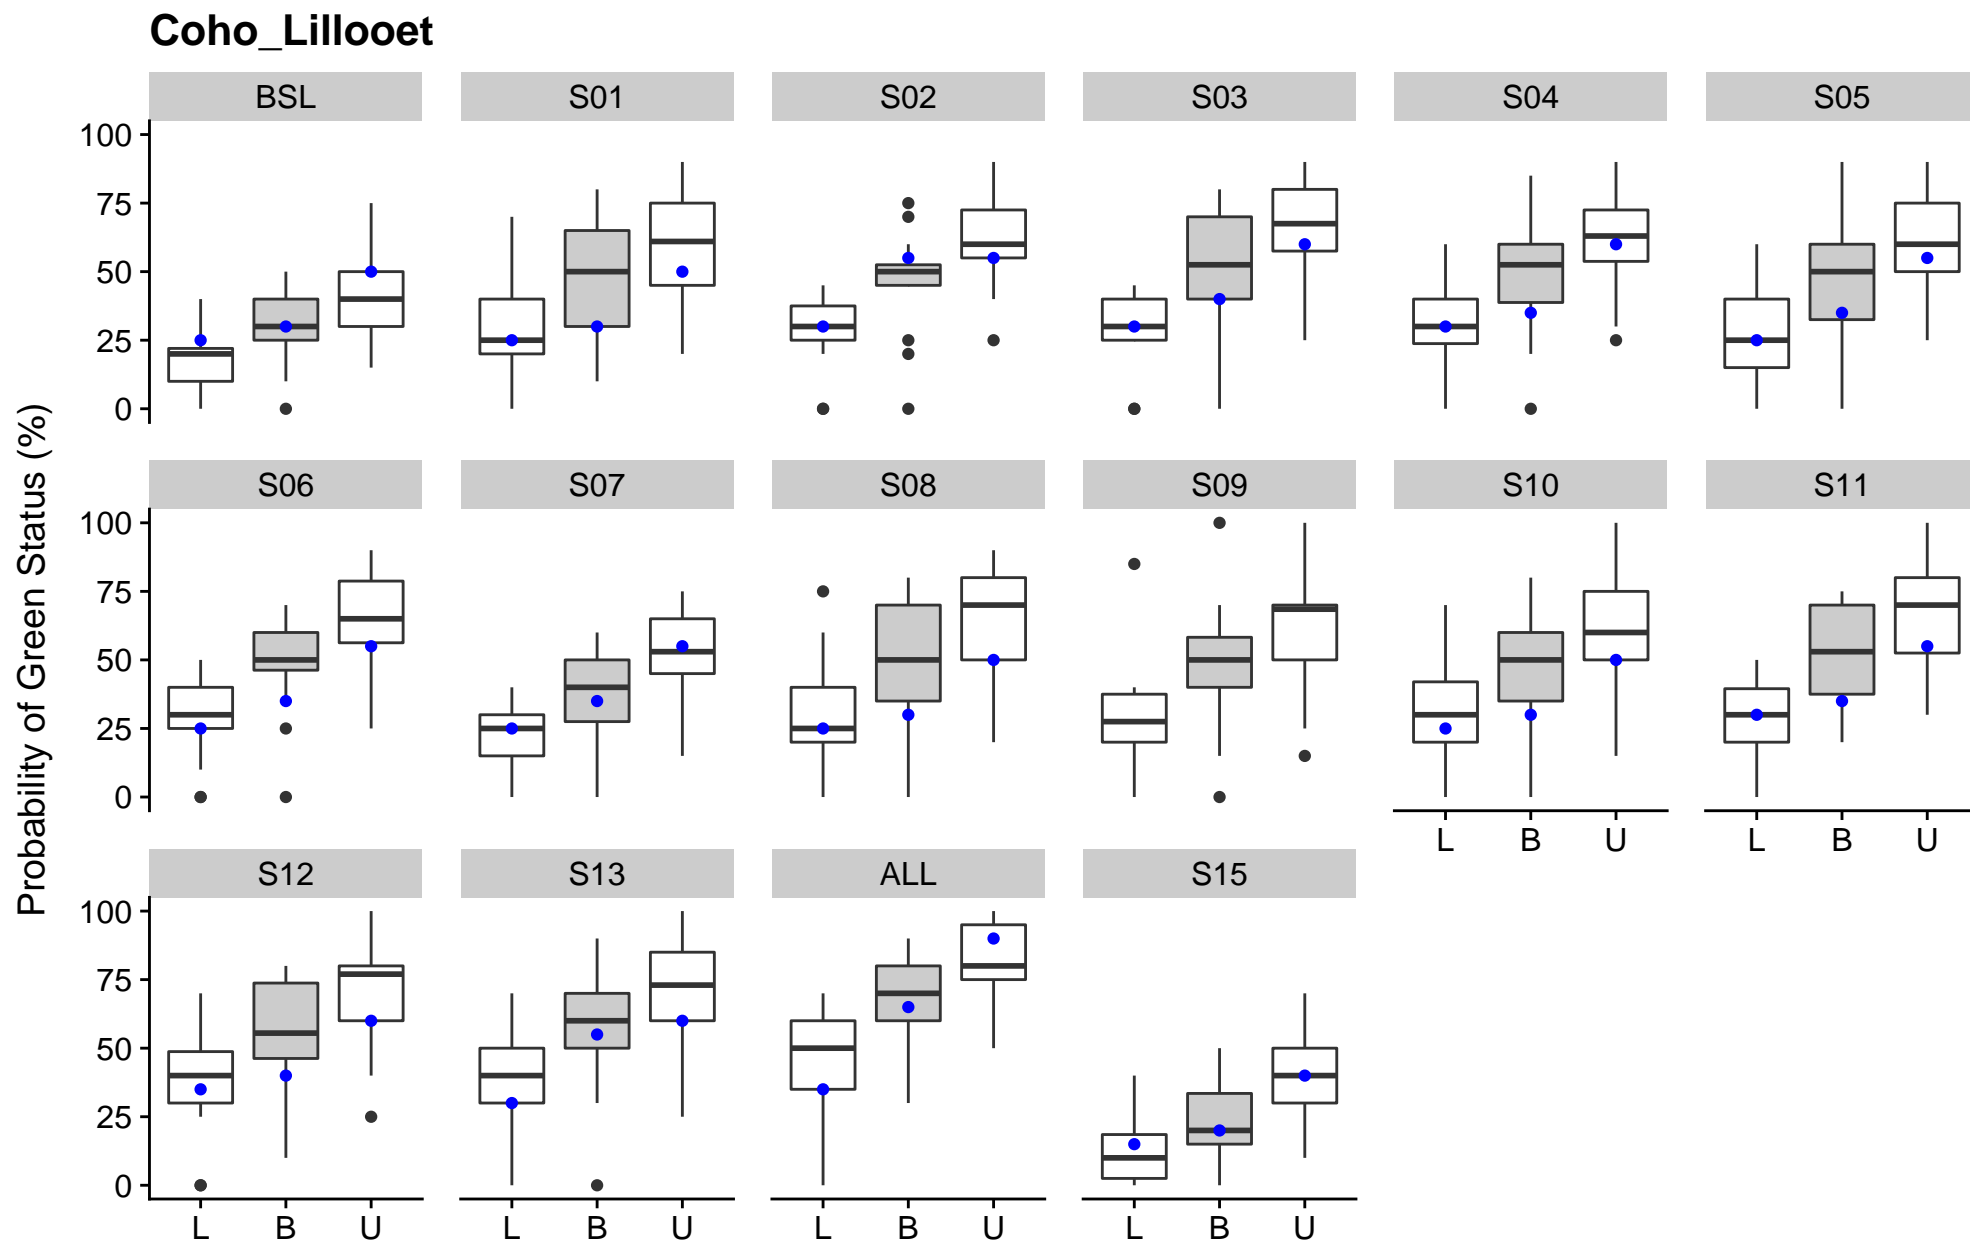 Coho_Lillooet
BSL S01 S02 S03 S04 S05
100
75
50
25
0
Probability of Green Status (%)
S06 S07 S08 S09 S10 S11
100
75
50
25
0
L B U L B U
S12 S13 ALL S15
100
75
50
25
0
L B U L B U L B U L B U